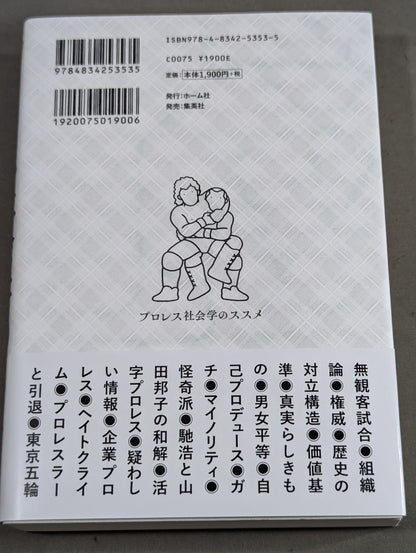 ISBN978-4-8342-5353-5
C0075 ¥1900E
定価:本体1,900円+税
発行:ホーム社
発売:集英社
9784834253535
1920075019006
プロレス社会学のススメ
無観客試合●組織
論●権威●歴史の
対立構造●価値基
準●真実らしきも
の●男女平等●自
己プロデュース●ガ
チ●マイノリティ●
怪奇派●馳浩と山
田邦子の和解●活
字プロレス●疑わし
い情報●企業プロ
レス●ヘイトクライ
ム●プロレスラー
と引退●東京五輪